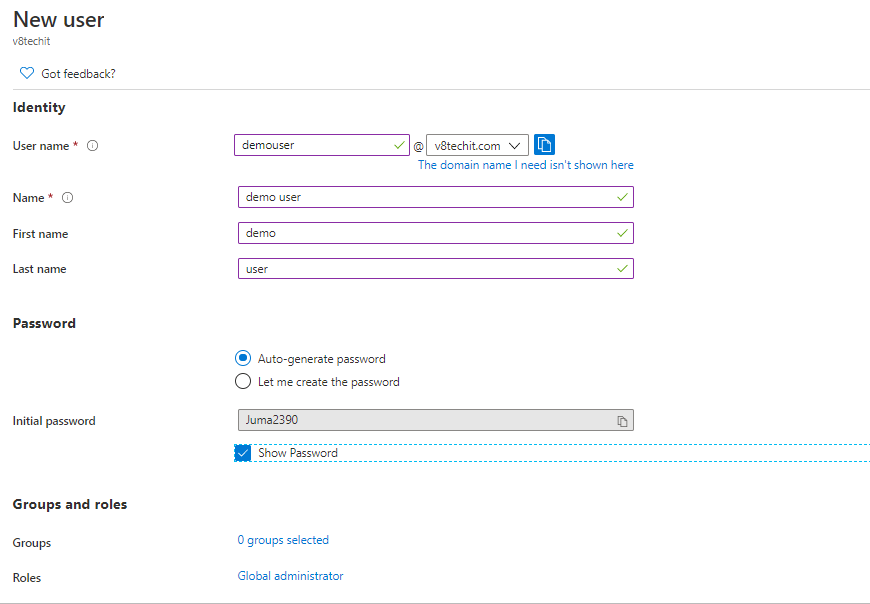 New user
v8techit
Got feedback?
Identity
User name * demouser @ v8techit.com
The domain name I need isn't shown here
Name * demo user
First name demo
Last name user
Password
Auto-generate password
Let me create the password
Initial password Juma2390
Show Password
Groups and roles
Groups 0 groups selected
Roles Global administrator